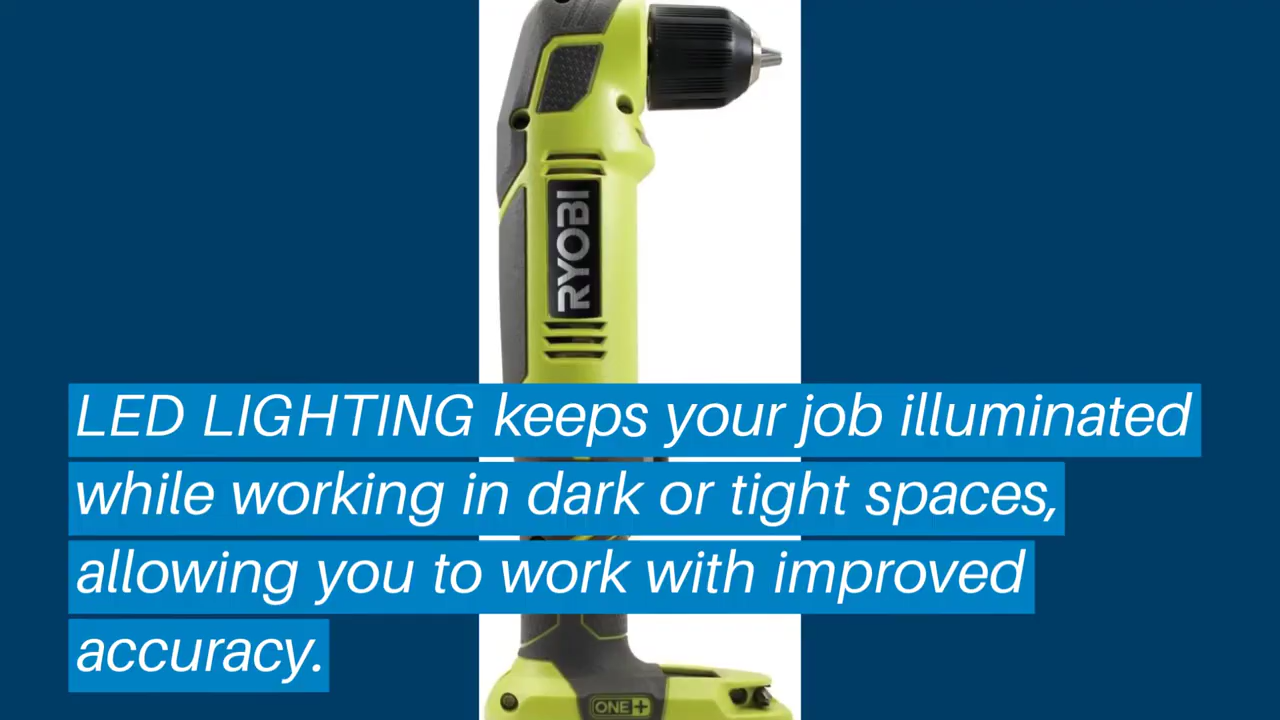 RYOBI
LED LIGHTING keeps your job illuminated
while working in dark or tight spaces,
allowing you to work with improved
accuracy.
ONE+